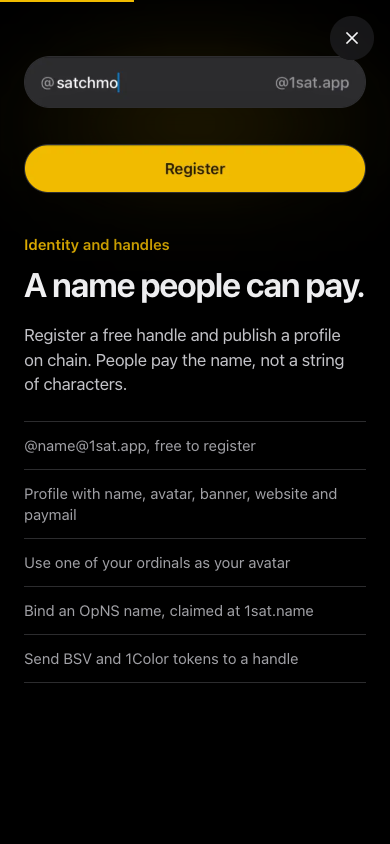 @satchmo @1sat.app
Register
Identity and handles
A name people can pay.
Register a free handle and publish a profile
on chain. People pay the name, not a string
of characters.
@name@1sat.app, free to register
Profile with name, avatar, banner, website and
paymail
Use one of your ordinals as your avatar
Bind an OpNS name, claimed at 1sat.name
Send BSV and 1Color tokens to a handle